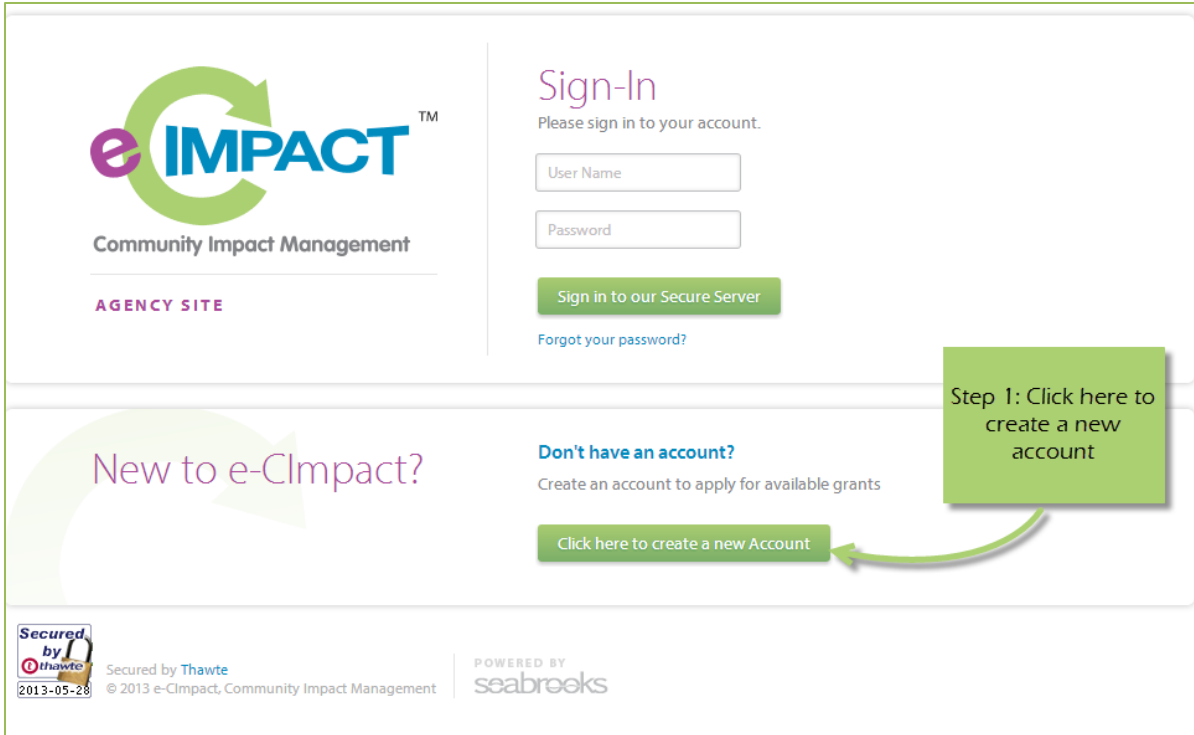 e IMPACT ™
Community Impact Management
AGENCY SITE
Sign-In
Please sign in to your account.
User Name
Password
Sign in to our Secure Server
Forgot your password?
Step 1: Click here to
create a new
account
New to e-CImpact?
Don't have an account?
Create an account to apply for available grants
Click here to create a new Account
Secured
by
thawte
2013-05-28
Secured by Thawte
© 2013 e-CImpact, Community Impact Management
POWERED BY
seabrooks